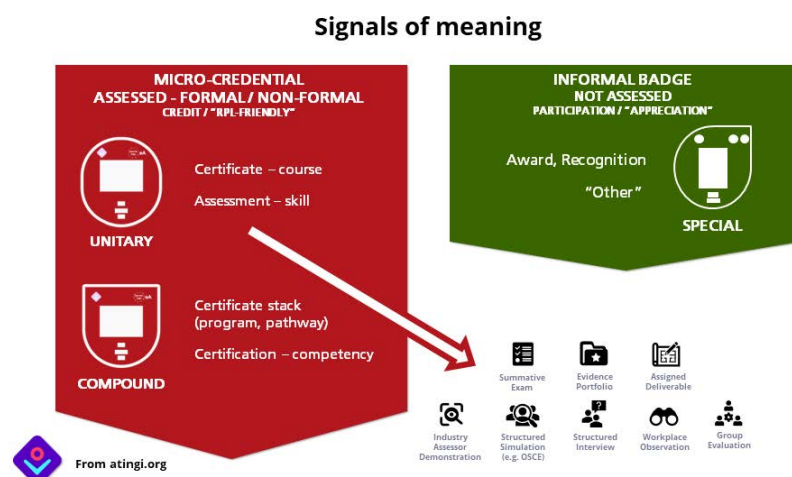 Signals of meaning
MICRO-CREDENTIAL
ASSESSED - FORMAL / NON-FORMAL
CREDIT / "RPL-FRIENDLY"
Certificate – course
Assessment – skill
UNITARY
Certificate stack
(program, pathway)
Certification – competency
COMPOUND
INFORMAL BADGE
NOT ASSESSED
PARTICIPATION / "APPRECIATION"
Award, Recognition
"Other"
SPECIAL
Summative
Exam
Evidence
Portfolio
Assigned
Deliverable
Industry
Assessor
Demonstration
Structured
Simulation
(e.g. OSCE)
Structured
Interview
Workplace
Observation
Group
Evaluation
From atingi.org